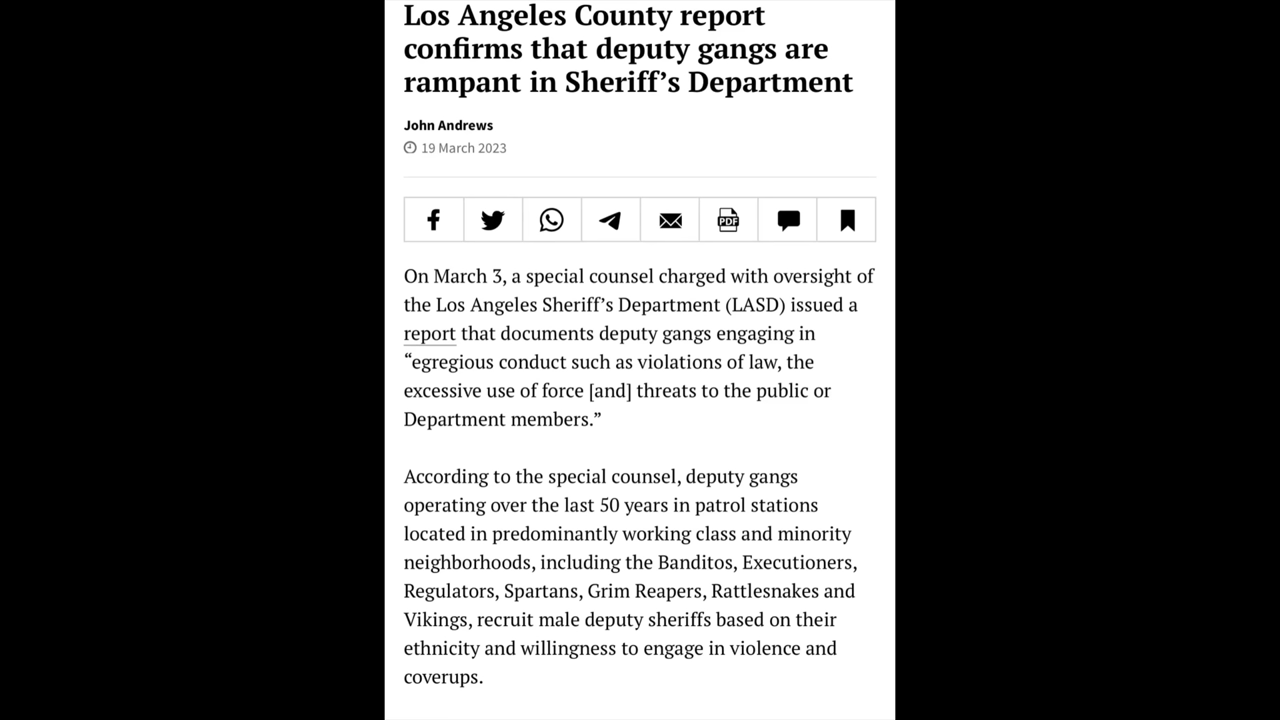 Los Angeles County report
confirms that deputy gangs are
rampant in Sheriff’s Department
John Andrews
19 March 2023
PDF
On March 3, a special counsel charged with oversight of
the Los Angeles Sheriff’s Department (LASD) issued a
report that documents deputy gangs engaging in
“egregious conduct such as violations of law, the
excessive use of force [and] threats to the public or
Department members.”
According to the special counsel, deputy gangs
operating over the last 50 years in patrol stations
located in predominantly working class and minority
neighborhoods, including the Banditos, Executioners,
Regulators, Spartans, Grim Reapers, Rattlesnakes and
Vikings, recruit male deputy sheriffs based on their
ethnicity and willingness to engage in violence and
coverups.